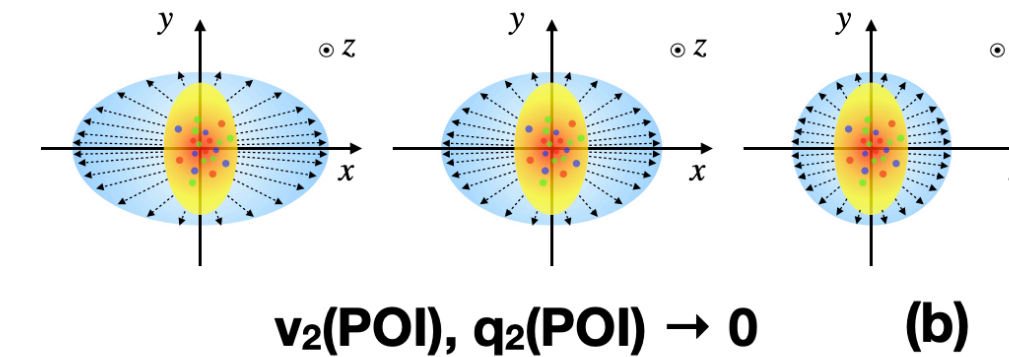 y
z
x
y
z
x
y
v₂(POI), q₂(POI) → 0
(b)